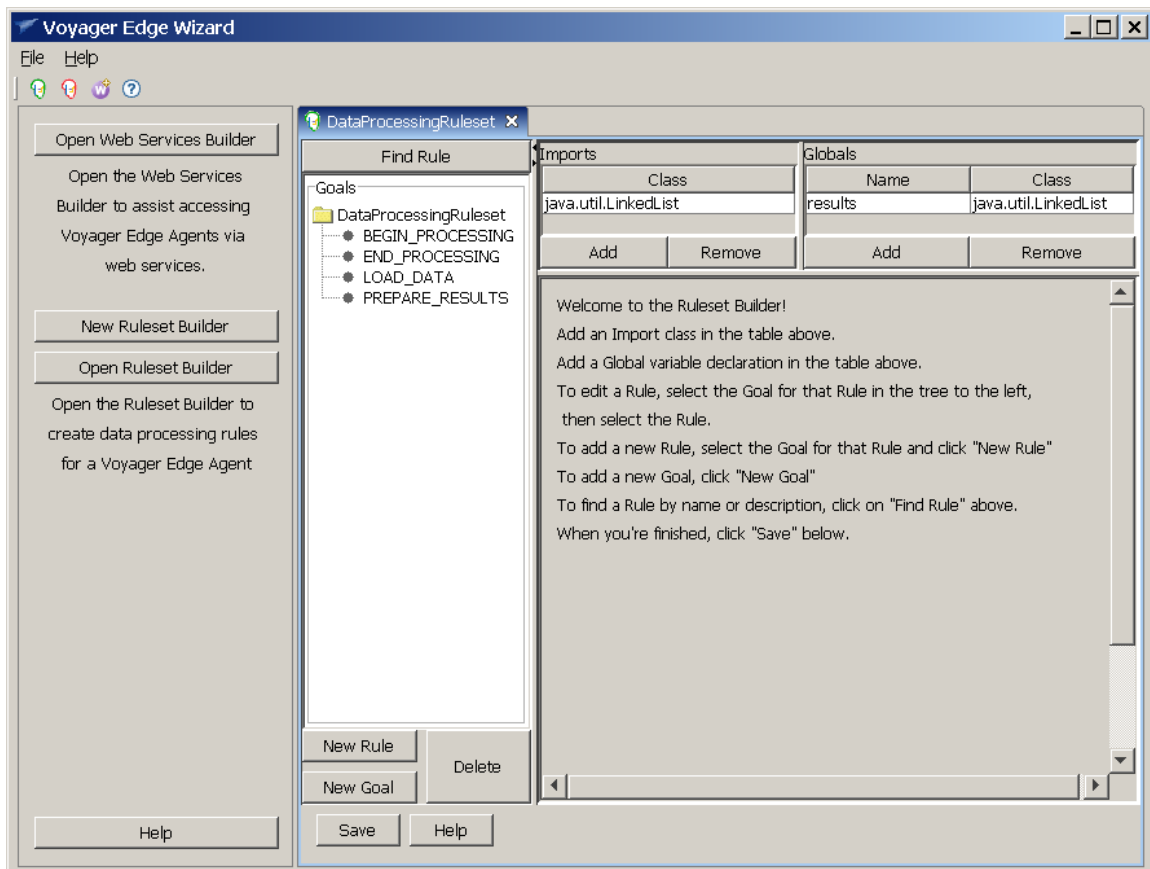 Voyager Edge Wizard
File Help
Open Web Services Builder
Open the Web Services
Builder to assist accessing
Voyager Edge Agents via
web services.
New Ruleset Builder
Open Ruleset Builder
Open the Ruleset Builder to
create data processing rules
for a Voyager Edge Agent
Help
DataProcessingRuleset
Find Rule
Goals
DataProcessingRuleset
BEGIN_PROCESSING
END_PROCESSING
LOAD_DATA
PREPARE_RESULTS
New Rule
New Goal
Delete
Imports
Class
java.util.LinkedList
Add Remove
Globals
Name Class
results java.util.LinkedList
Add Remove
Welcome to the Ruleset Builder!
Add an Import class in the table above.
Add a Global variable declaration in the table above.
To edit a Rule, select the Goal for that Rule in the tree to the left,
then select the Rule.
To add a new Rule, select the Goal for that Rule and click "New Rule"
To add a new Goal, click "New Goal"
To find a Rule by name or description, click on "Find Rule" above.
When you're finished, click "Save" below.
Save Help